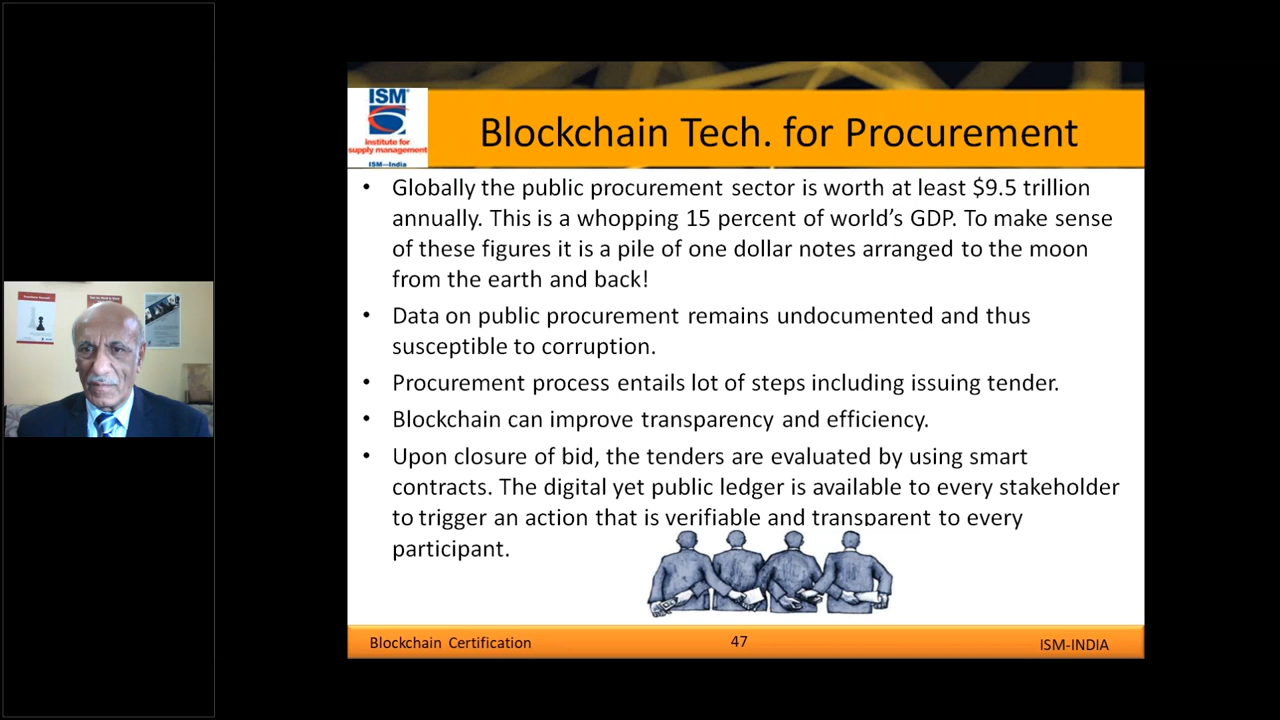 ISM®
institute for
supply management
ISM—India
Blockchain Tech. for Procurement
• Globally the public procurement sector is worth at least $9.5 trillion
annually. This is a whopping 15 percent of world’s GDP. To make sense
of these figures it is a pile of one dollar notes arranged to the moon
from the earth and back!
• Data on public procurement remains undocumented and thus
susceptible to corruption.
• Procurement process entails lot of steps including issuing tender.
• Blockchain can improve transparency and efficiency.
• Upon closure of bid, the tenders are evaluated by using smart
contracts. The digital yet public ledger is available to every stakeholder
to trigger an action that is verifiable and transparent to every
participant.
Blockchain Certification
47
ISM-INDIA